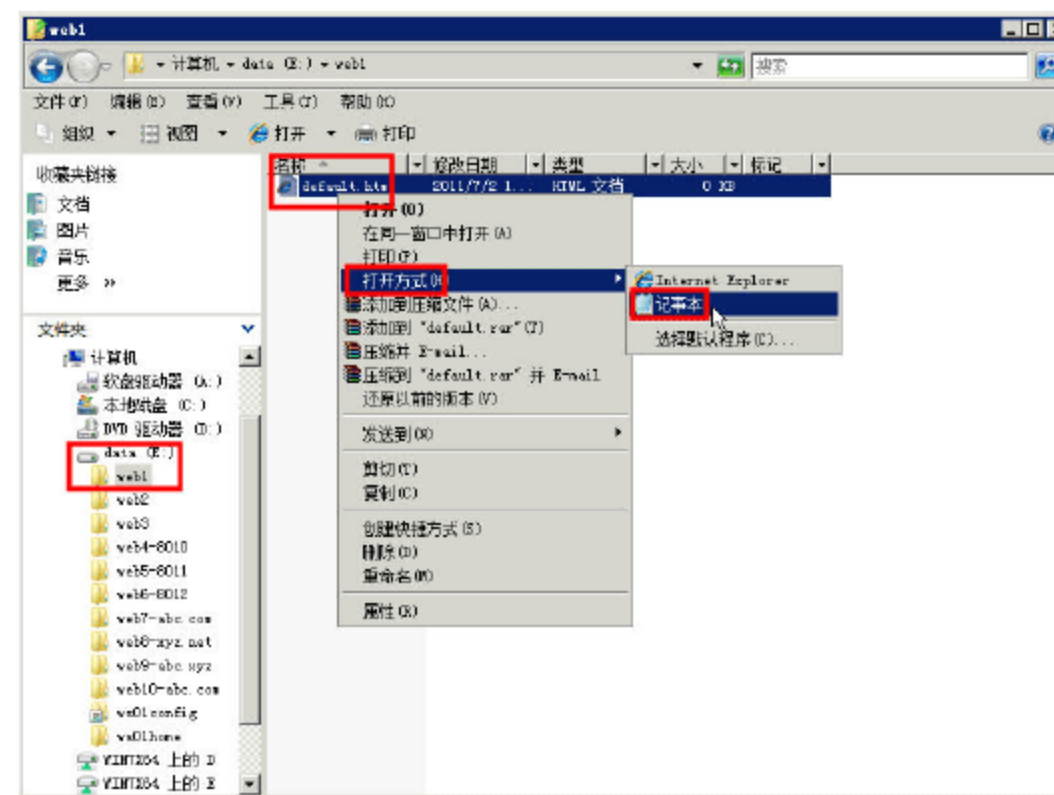 web1
计算机 data (E:) web1
搜索
文件(F) 编辑(E) 查看(V) 工具(T) 帮助(H)
组织 视图 打开 打印
收藏夹链接
文档
图片
音乐
更多 »
文件夹
计算机
软盘驱动器 (A:)
本地磁盘 (C:)
DVD 驱动器 (D:)
data (E:)
web1
web2
web3
web4-8010
web5-8011
web6-8012
web7-abc.com
web8-xyz.net
web9-abc.xyz
web10-abc.com
vs01config
vs01home
上的 D
上的 E
名称 修改日期 类型 大小 标记
default.htm 2011/7/2 1... HTML 文档 0 KB
打开(O)
在同一窗口中打开(A)
打印(P)
打开方式(H)
添加到压缩文件(A)...
添加到 "default.rar"(T)
压缩并 E-mail...
压缩到 "default.rar" 并 E-mail
还原以前的版本(V)
发送到(N)
剪切(T)
复制(C)
创建快捷方式(S)
删除(D)
重命名(M)
属性(R)
Internet Explorer
记事本
选择默认程序(C)...